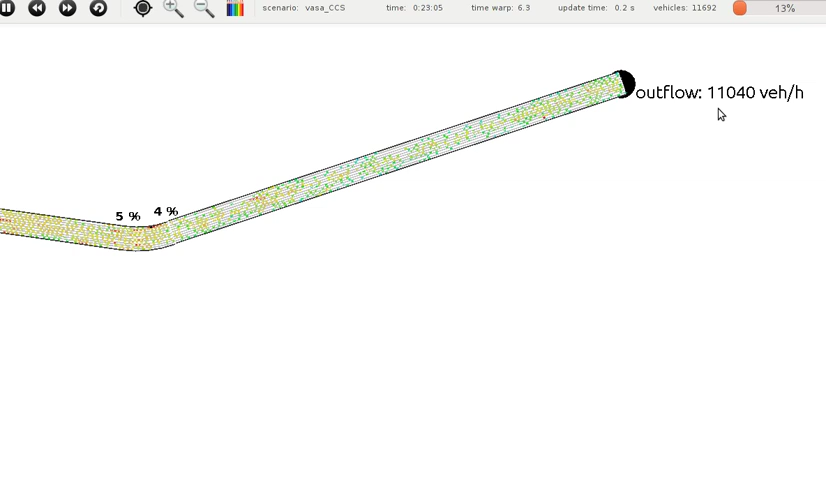 scenario: vasa_CCS time: 0:23:05 time warp: 6.3 update time: 0.2 s vehicles: 11692 13%
outflow: 11040 veh/h
5 % 4 %